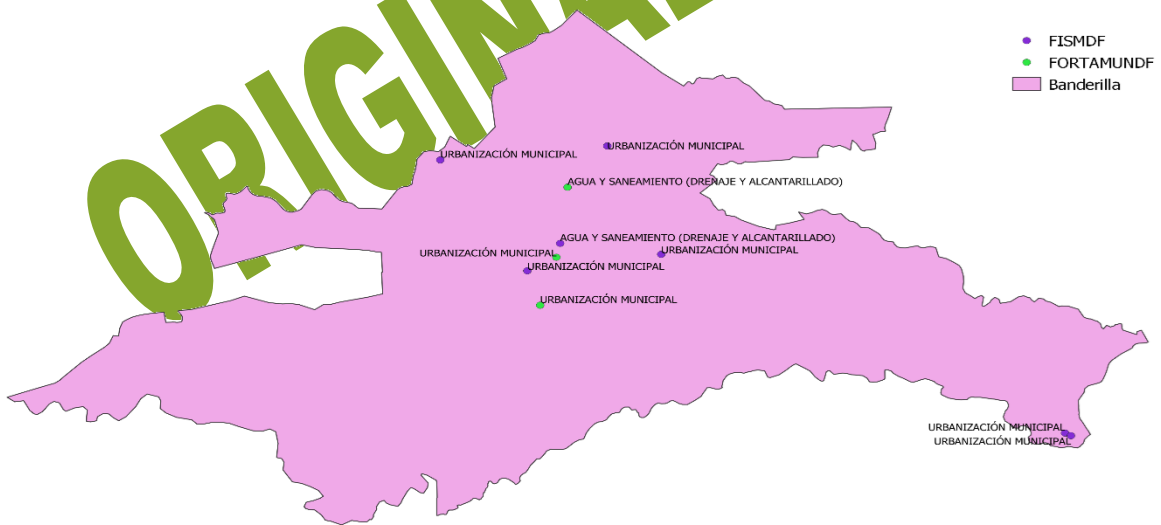 ORIGINAL
FISMDF
FORTAMUNDF
Banderilla
URBANIZACIÓN MUNICIPAL
URBANIZACIÓN MUNICIPAL
AGUA Y SANEAMIENTO (DRENAJE Y ALCANTARILLADO)
AGUA Y SANEAMIENTO (DRENAJE Y ALCANTARILLADO)
URBANIZACIÓN MUNICIPAL
URBANIZACIÓN MUNICIPAL
URBANIZACIÓN MUNICIPAL
URBANIZACIÓN MUNICIPAL
URBANIZACIÓN MUNICIPAL
URBANIZACIÓN MUNICIPAL